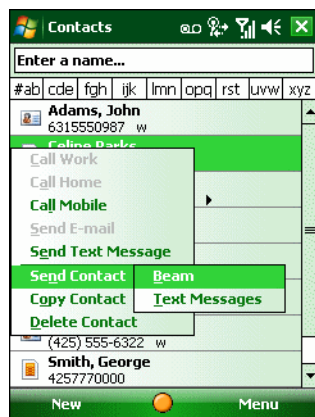 Contacts
Enter a name...
#ab cde fgh ijk lmn opq rst uvw xyz
Adams, John
6315550987 w
Celine Parks
Call Work
Call Home
Call Mobile
Send E-mail
Send Text Message
Send Contact Beam
Copy Contact Text Messages
Delete Contact
(425) 555-6322 w
Smith, George
4257770000
New Menu